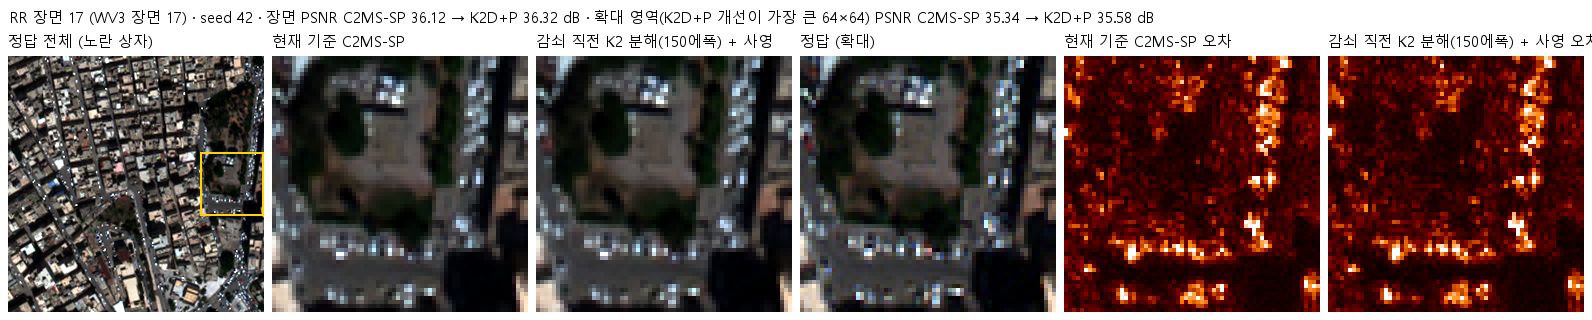 RR 장면 17 (WV3 장면 17) · seed 42 · 장면 PSNR C2MS-SP 36.12 → K2D+P 36.32 dB · 확대 영역(K2D+P 개선이 가장 큰 64×64) PSNR C2MS-SP 35.34 → K2D+P 35.58 dB
정답 전체 (노란 상자)
현재 기준 C2MS-SP
감쇠 직전 K2 분해(150에폭) + 사영
정답 (확대)
현재 기준 C2MS-SP 오차
감쇠 직전 K2 분해(150에폭) + 사영 오차